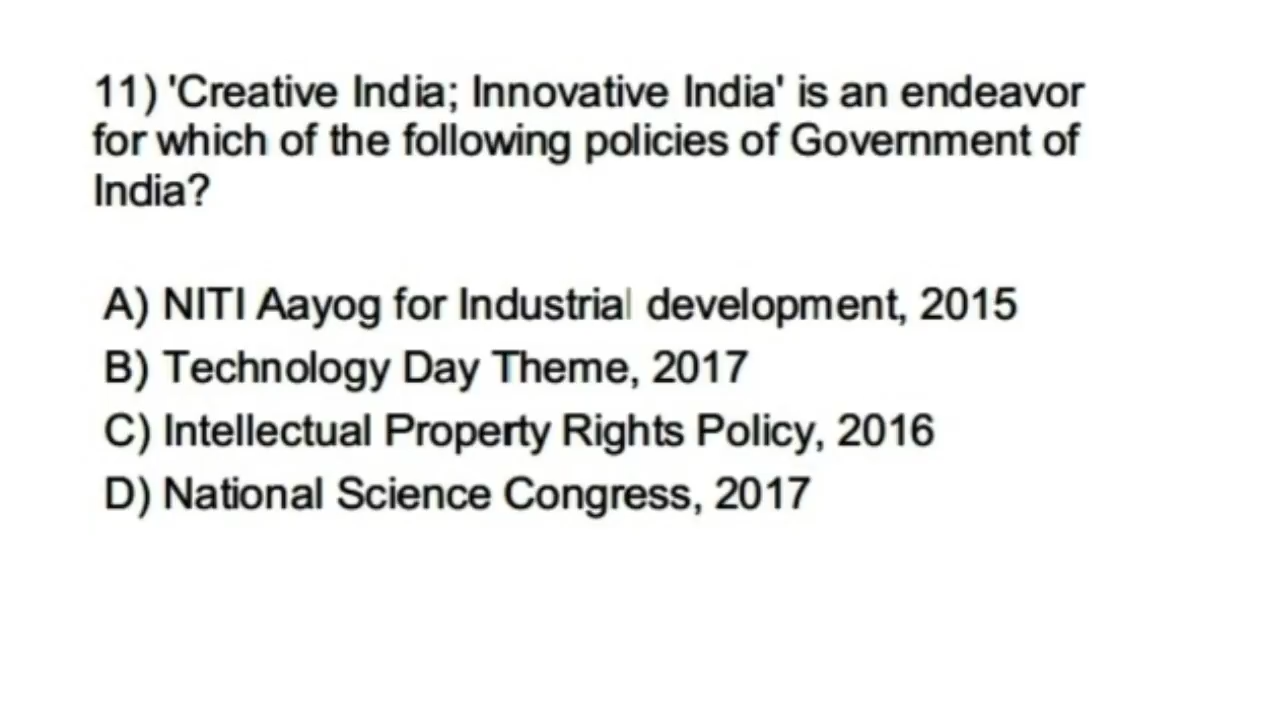 11) 'Creative India; Innovative India' is an endeavor
for which of the following policies of Government of
India?
A) NITI Aayog for Industrial development, 2015
B) Technology Day Theme, 2017
C) Intellectual Property Rights Policy, 2016
D) National Science Congress, 2017